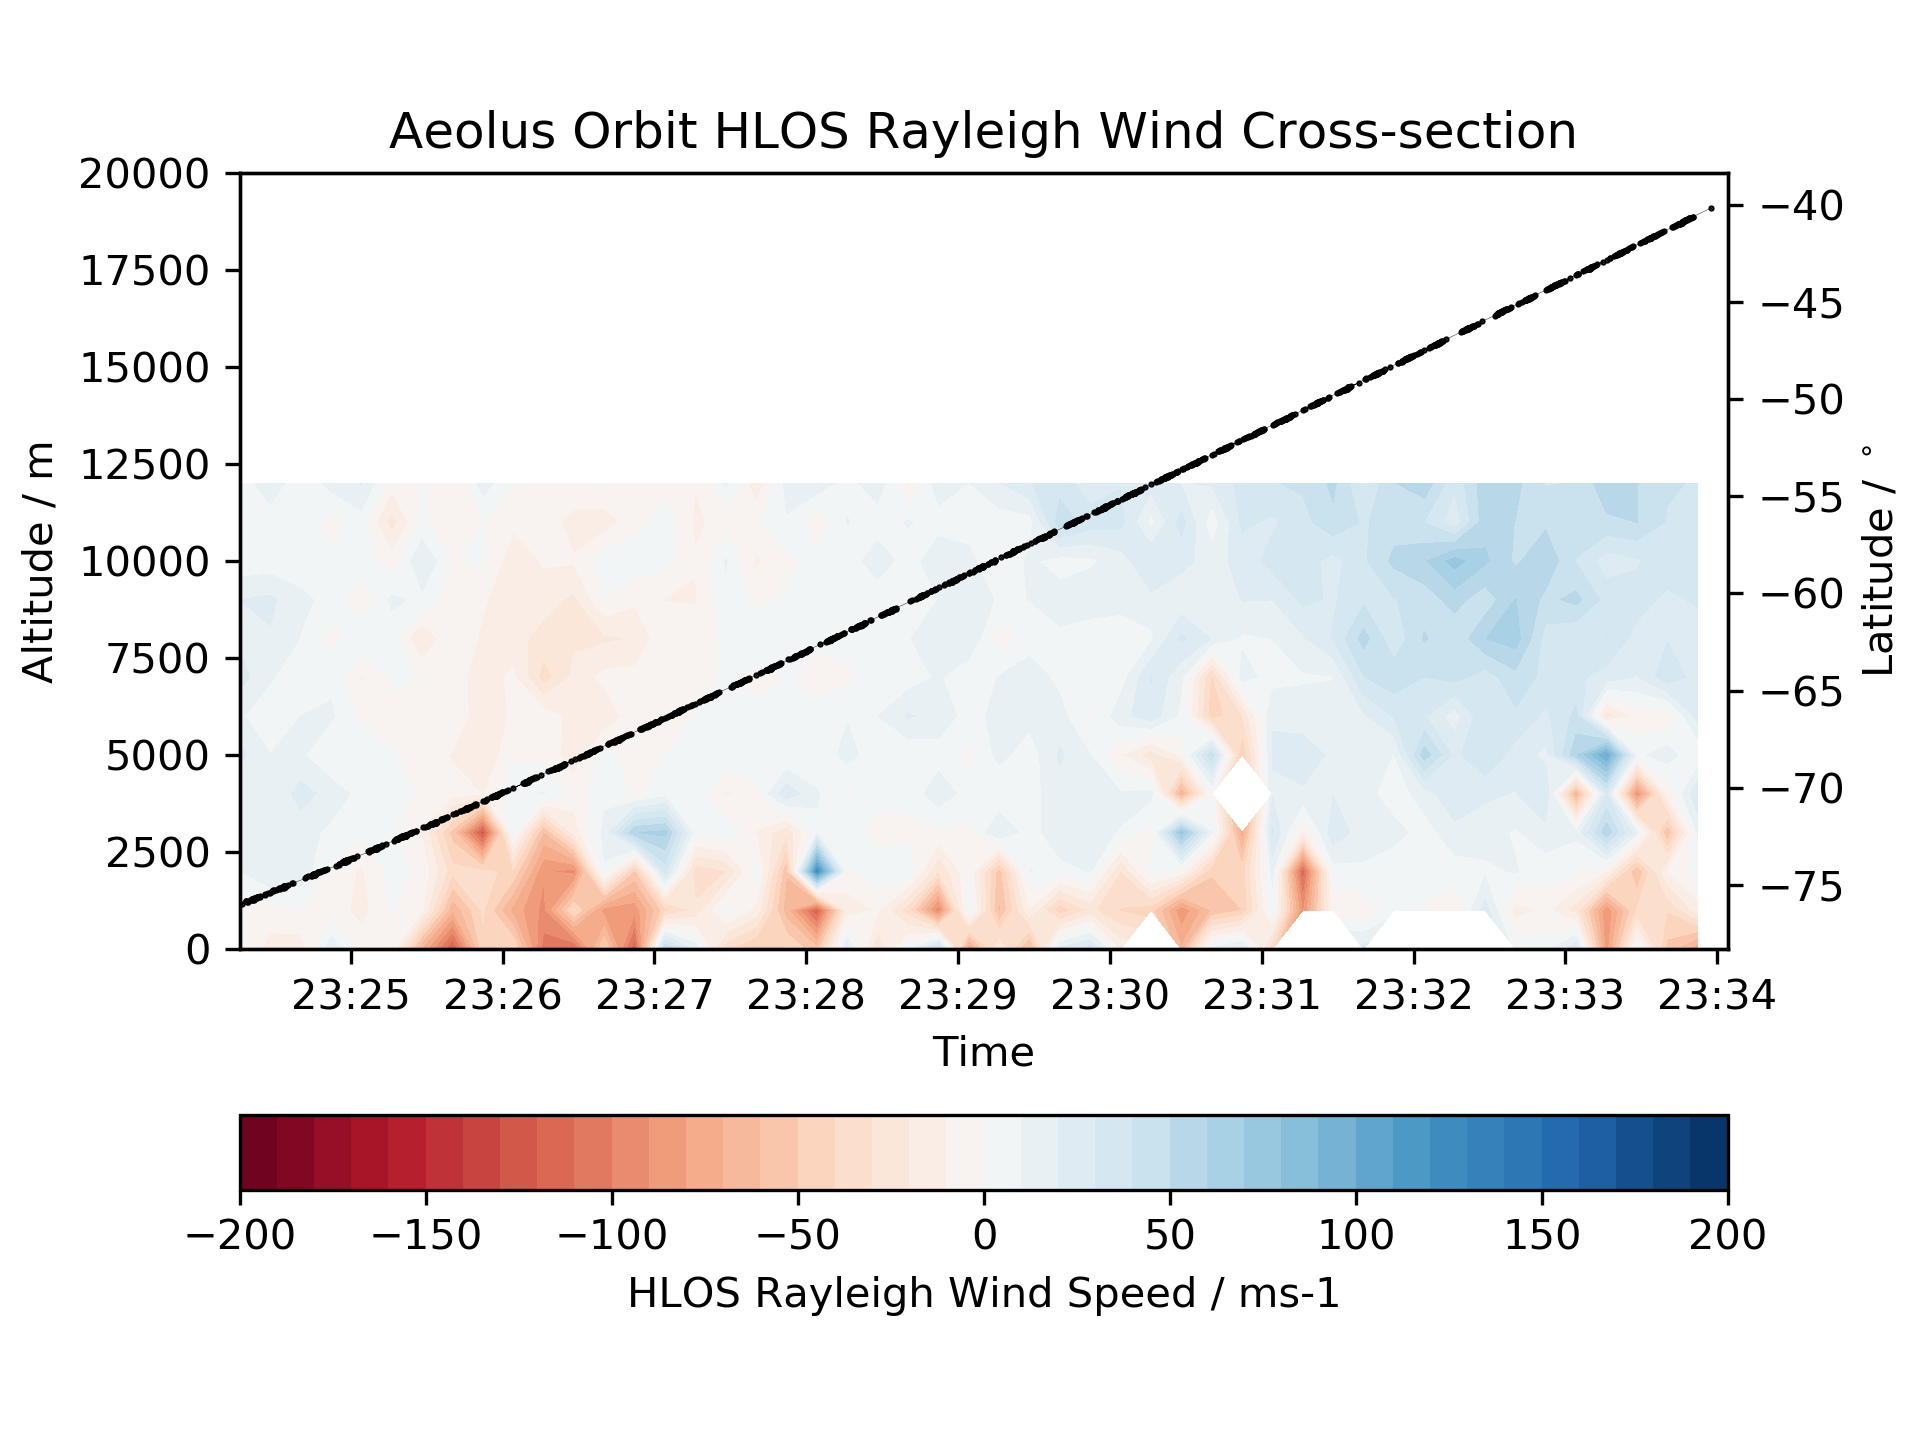 Aeolus Orbit HLOS Rayleigh Wind Cross-section
20000
17500
15000
12500
10000
7500
5000
2500
0
Altitude / m
−40
−45
−50
−55
−60
−65
−70
−75
Latitude / °
23:25 23:26 23:27 23:28 23:29 23:30 23:31 23:32 23:33 23:34
Time
−200 −150 −100 −50 0 50 100 150 200
HLOS Rayleigh Wind Speed / ms-1